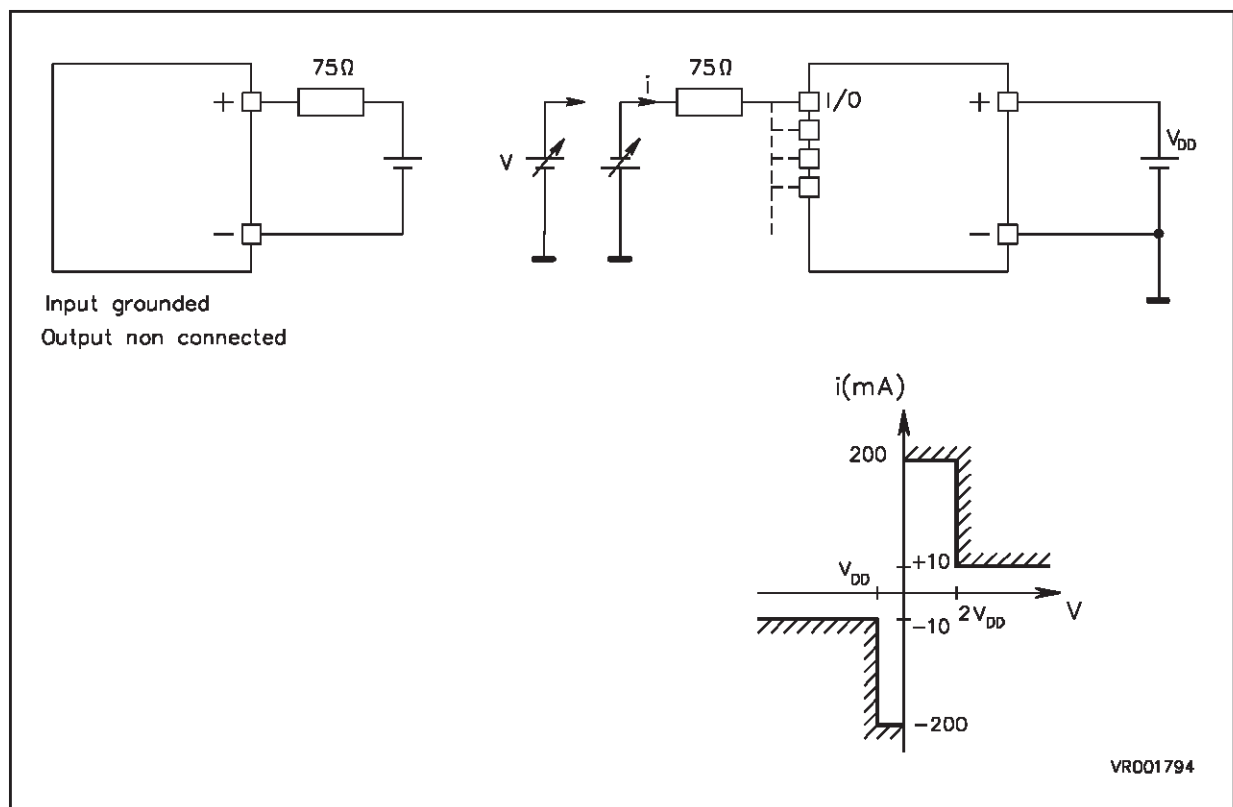 75Ω
+
−
Input grounded
Output non connected
V
i
75Ω
I/O
+
−
VDD
i(mA)
200
+10
VDD
2VDD
V
−10
−200
VR001794